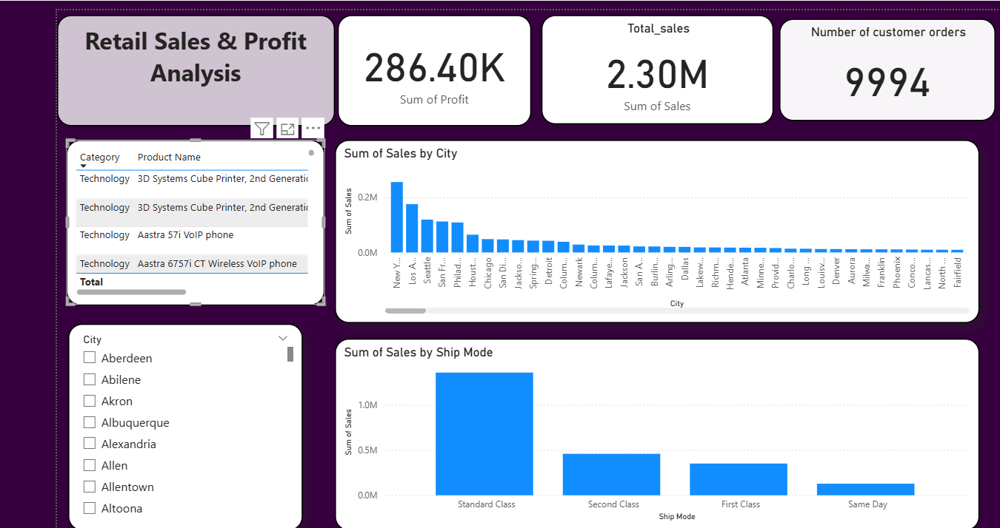 Retail Sales & Profit
Analysis
286.40K
Sum of Profit
Total_sales
2.30M
Sum of Sales
Number of customer orders
9994
Category Product Name
Technology 3D Systems Cube Printer, 2nd Generatio
Technology 3D Systems Cube Printer, 2nd Generatio
Technology Aastra 57i VoIP phone
Technology Aastra 6757i CT Wireless VoIP phone
Total
Sum of Sales by City
Sum of Sales
0.2M
0.0M
New Y...
Los A...
Seattle
San Fr...
Philad...
Houst...
Chicago
San Di...
Jackso...
Spring...
Detroit
Colum...
Newark
Colum...
Lafaye...
Jackson
San A...
Burlin...
Arling...
Dallas
Lakew...
Richm...
Hende...
Atlanta
Minne...
Provid...
Charlo...
Long ...
Louisv...
Denver
Aurora
Milwa...
Franklin
Phoenix
Conco...
Lancas...
North ...
Fairfield
City
City
Aberdeen
Abilene
Akron
Albuquerque
Alexandria
Allen
Allentown
Altoona
Sum of Sales by Ship Mode
Sum of Sales
1.0M
0.5M
0.0M
Standard Class
Second Class
First Class
Same Day
Ship Mode